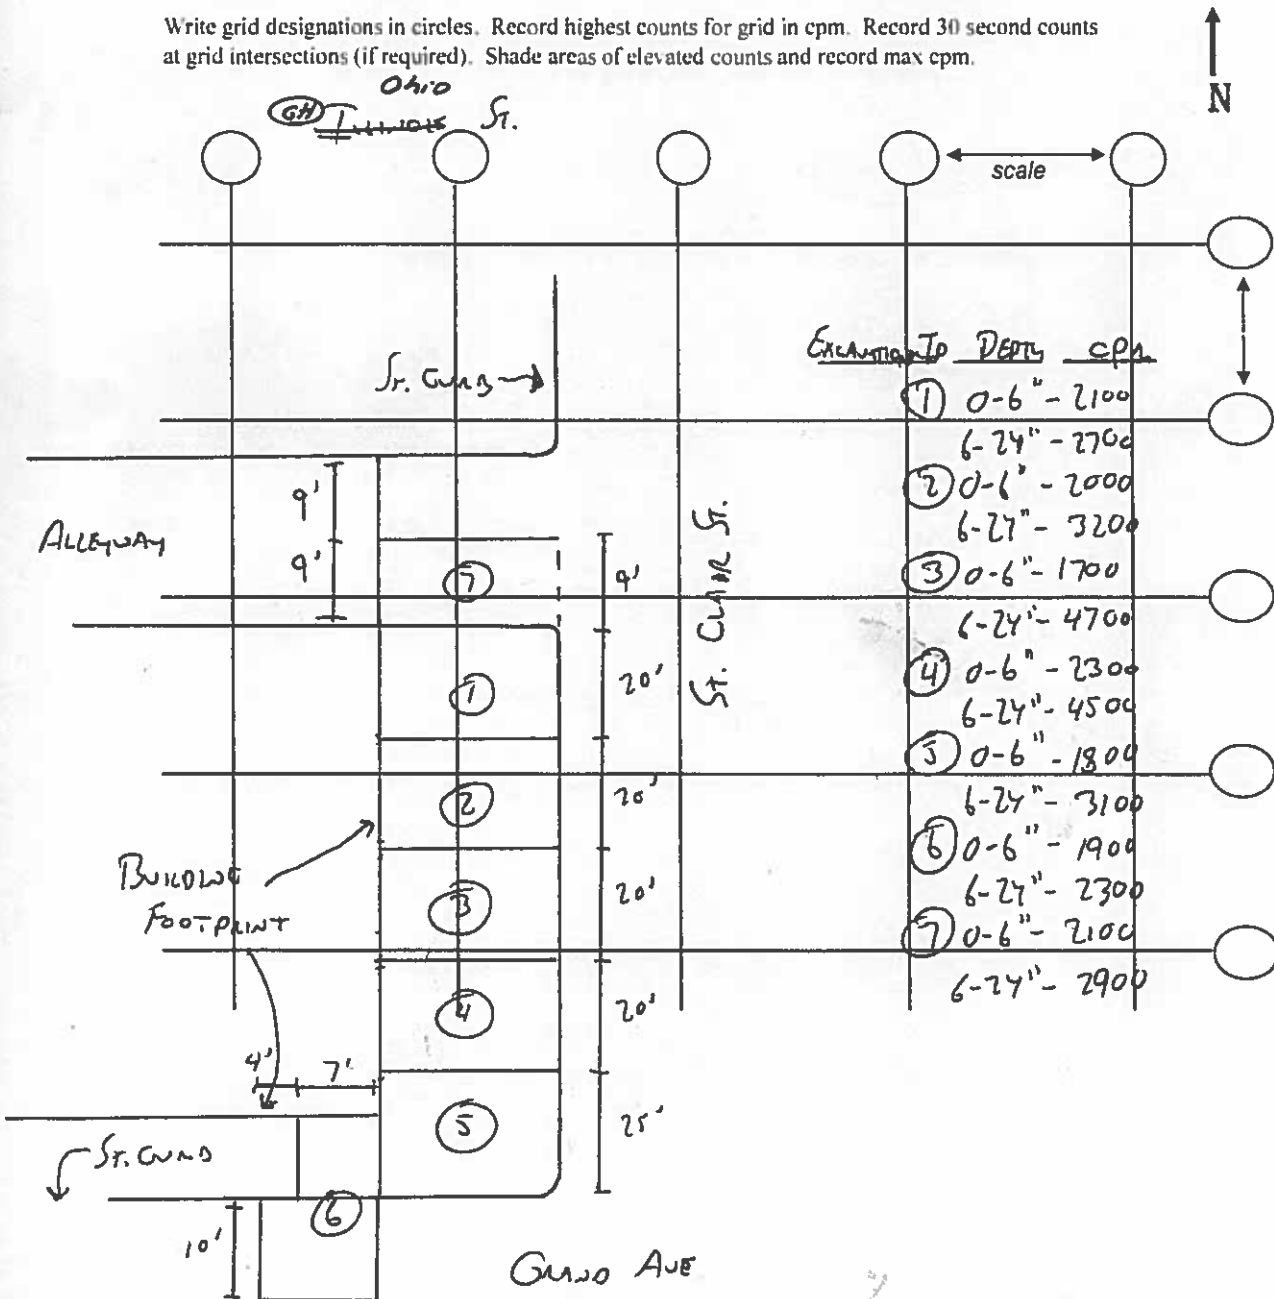 Write grid designations in circles. Record highest counts for grid in cpm. Record 30 second counts
at grid intersections (if required). Shade areas of elevated counts and record max cpm.
N
Ohio
GH Illinois St.
scale
Excavation ID Depth cpm
St. Curb
1 0-6" - 2100
6-24" - 2700
2 0-6" - 2000
6-24" - 3200
3 0-6" - 1700
6-24" - 4700
4 0-6" - 2300
6-24" - 4500
5 0-6" - 1800
6-24" - 3100
6 0-6" - 1900
6-24" - 2300
7 0-6" - 2100
6-24" - 2900
9'
Alleyway
9'
7
9'
St. Clair St.
1
20'
2
20'
Building
Footprint
3
20'
4
20'
4'
7'
5
25'
St. Curb
6
10'
Grand Ave